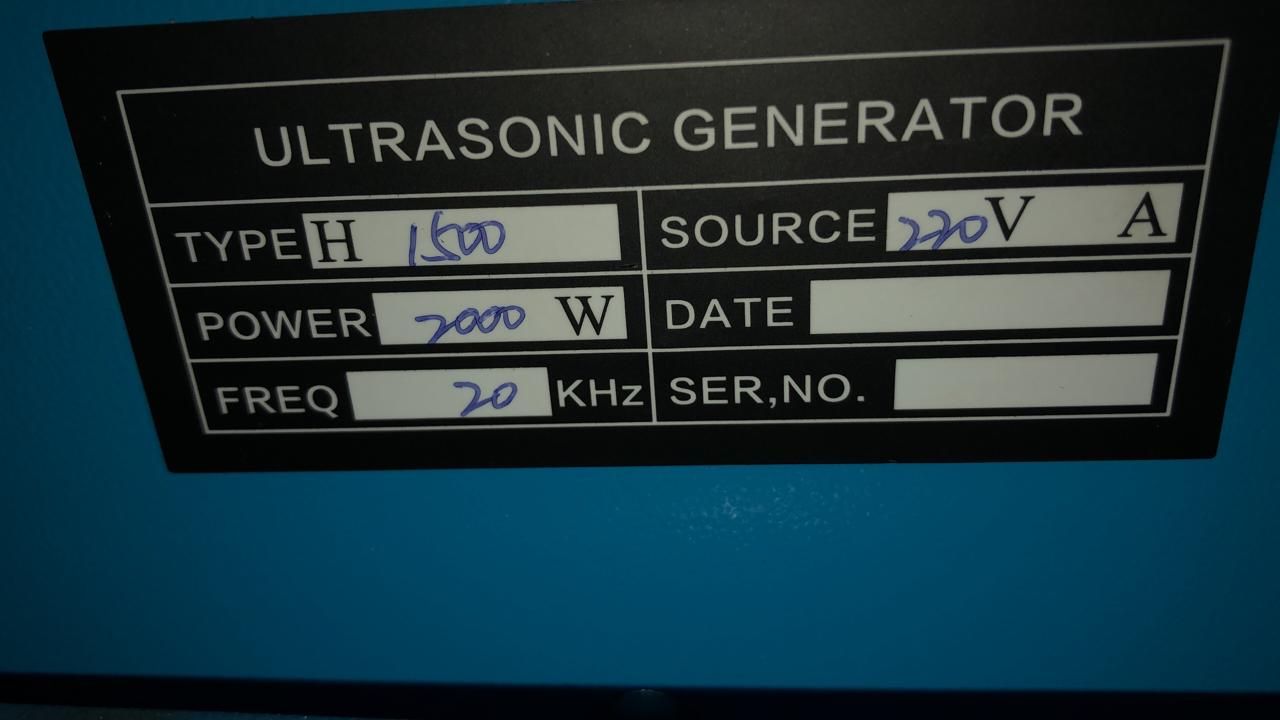 ULTRASONIC GENERATOR
TYPE H 1500 SOURCE 220V A
POWER 2000 W DATE
FREQ 20 KHz SER,NO.